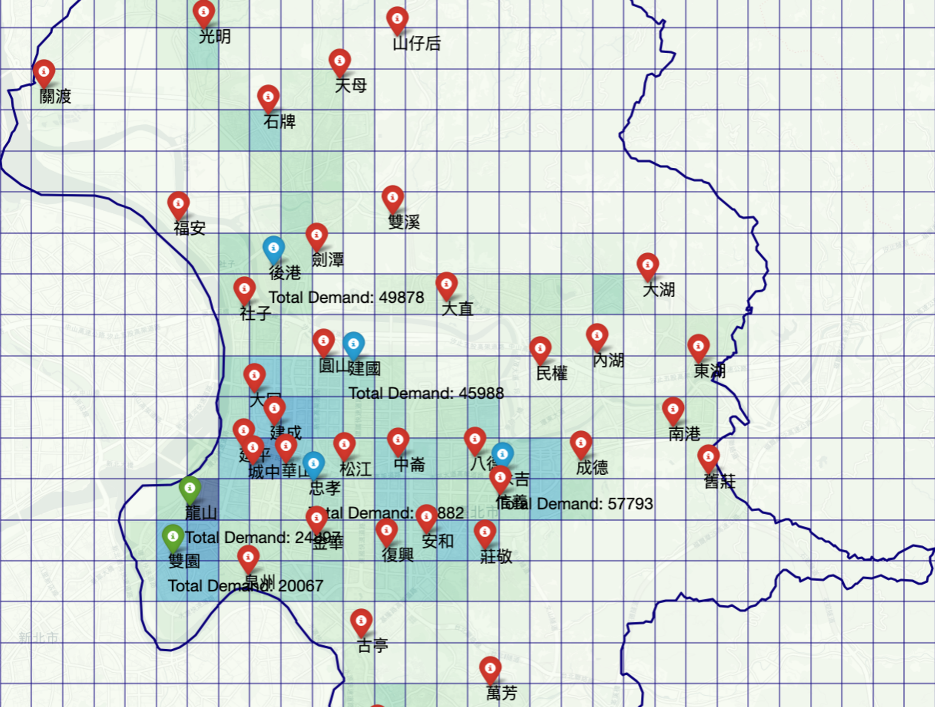 光明
山仔后
天母
關渡
石牌
雙溪
福安
劍潭
後港
大湖
Total Demand: 49878
大直
社子
圓山
建國
內湖
民權
東湖
Total Demand: 45988
建成
南港
城中
華山
松江
中崙
成德
舊莊
忠孝
信義
Total Demand: 57793
龍山
金華
復興
安和
莊敬
雙園
Total Demand: 20067
古亭
新北市
萬芳